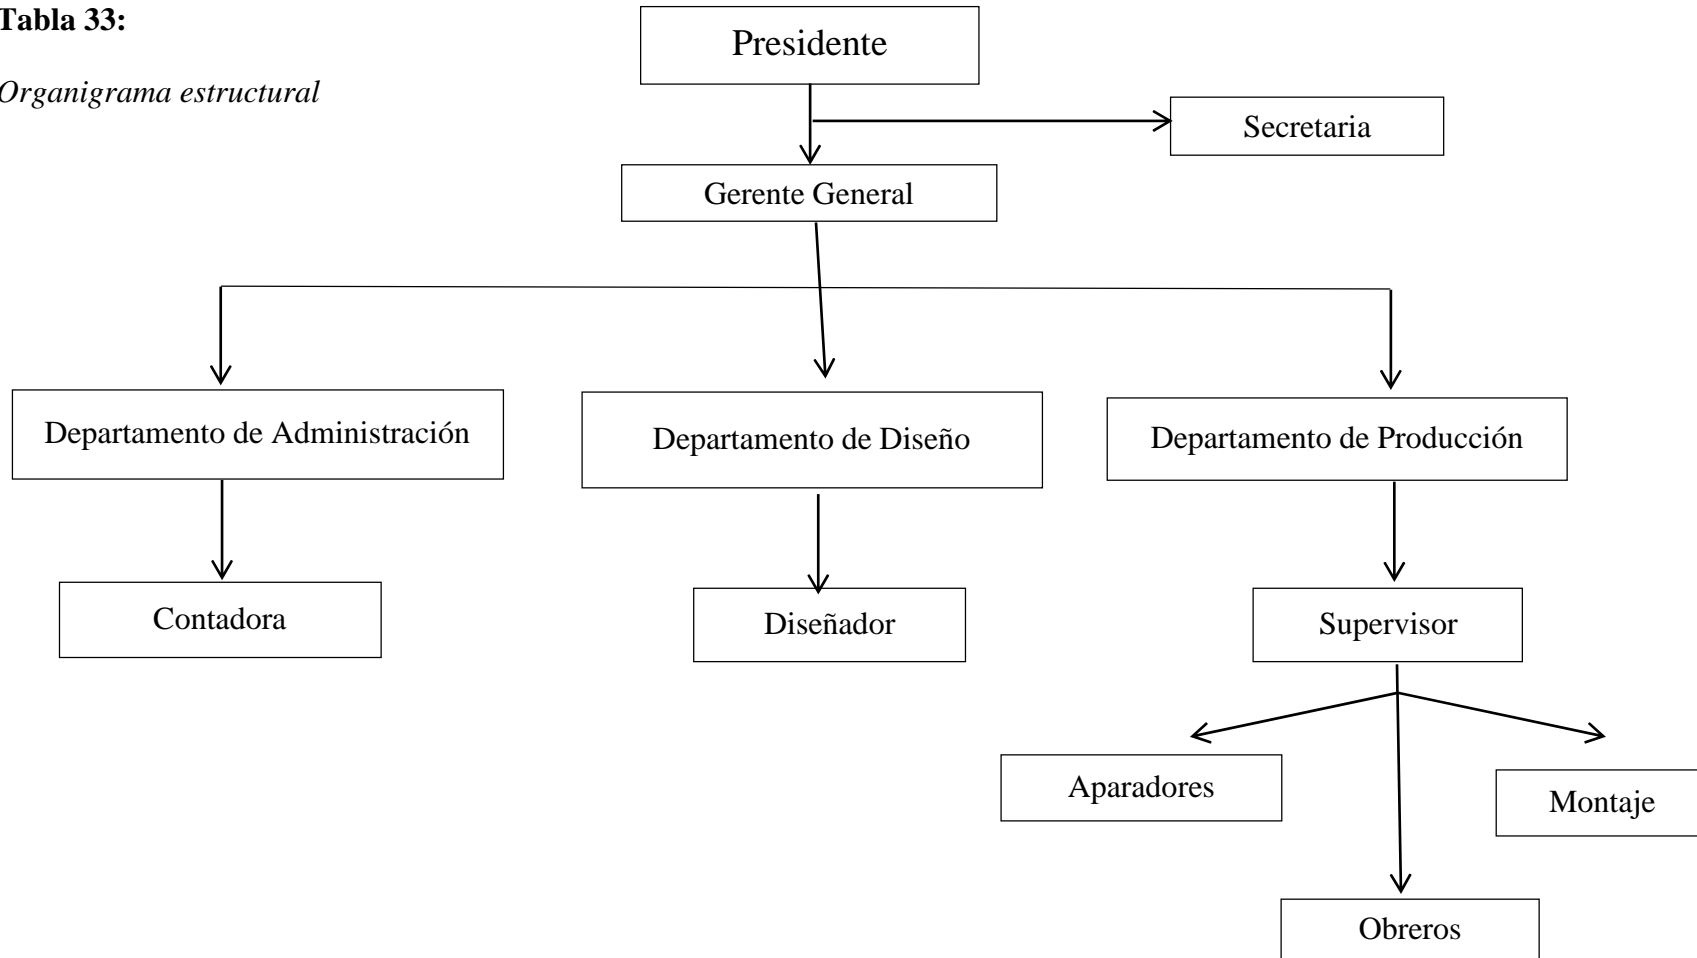 Tabla 33:
Presidente
Organigrama estructural
Secretaria
Gerente General
Departamento de Administración
Departamento de Diseño
Departamento de Producción
Contadora
Diseñador
Supervisor
Aparadores
Montaje
Obreros